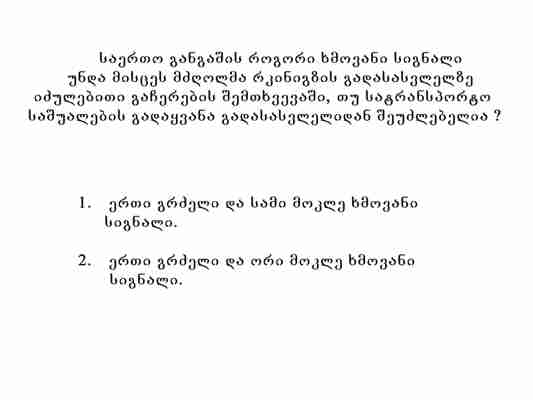 საერთო განგაშის როგორი ხმოვანი სიგნალი
უნდა მისცეს მძღოლმა რკინიგზის გადასასვლელზე
იძულებითი გაჩერების შემთხევევაში, თუ სატრანსპორტო
საშუალების გადაყვანა გადასასვლელიდან შეუძლებელია ?
1. ერთი გრძელი და სამი მოკლე ხმოვანი
სიგნალი.
2. ერთი გრძელი და ორი მოკლე ხმოვანი
სიგნალი.